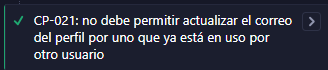 CP-021: no debe permitir actualizar el correo
del perfil por uno que ya está en uso por
otro usuario